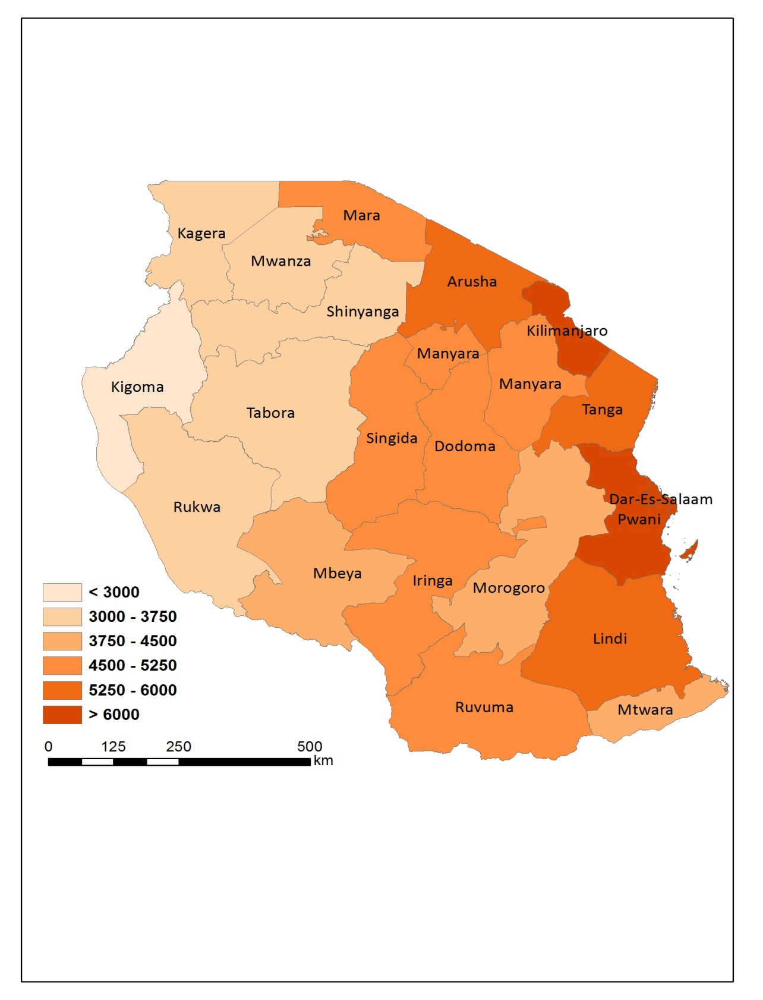 Mara
Kagera
Mwanza
Arusha
Shinyanga
Kilimanjaro
Manyara
Manyara
Kigoma
Tanga
Tabora
Singida
Dodoma
Dar-Es-Salaam
Rukwa
Pwani
Mbeya
Iringa
Morogoro
Lindi
Ruvuma
Mtwara
< 3000
3000 - 3750
3750 - 4500
4500 - 5250
5250 - 6000
> 6000
0 125 250 500
km